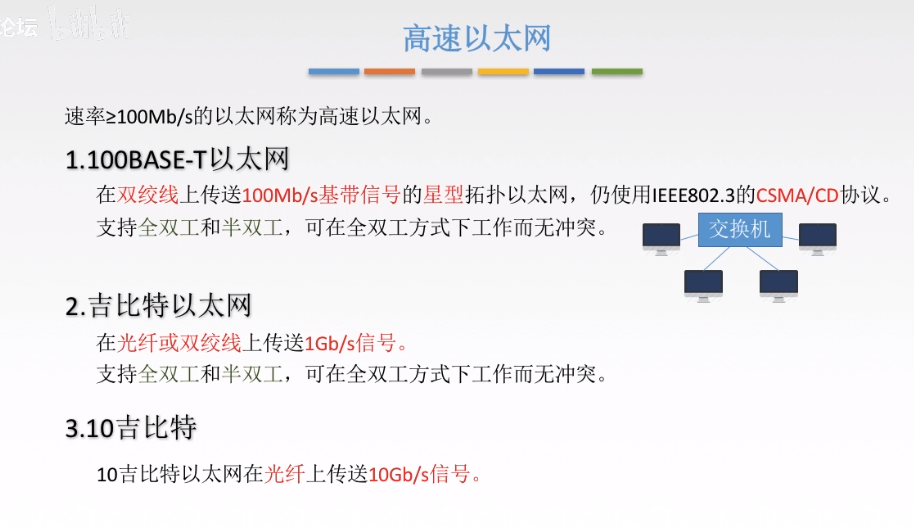 论坛
bilibili
高速以太网
速率≥100Mb/s的以太网称为高速以太网。
1.100BASE-T以太网
在双绞线上传送100Mb/s基带信号的星型拓扑以太网，仍使用IEEE802.3的CSMA/CD协议。
支持全双工和半双工，可在全双工方式下工作而无冲突。
交换机
2.吉比特以太网
在光纤或双绞线上传送1Gb/s信号。
支持全双工和半双工，可在全双工方式下工作而无冲突。
3.10吉比特
10吉比特以太网在光纤上传送10Gb/s信号。